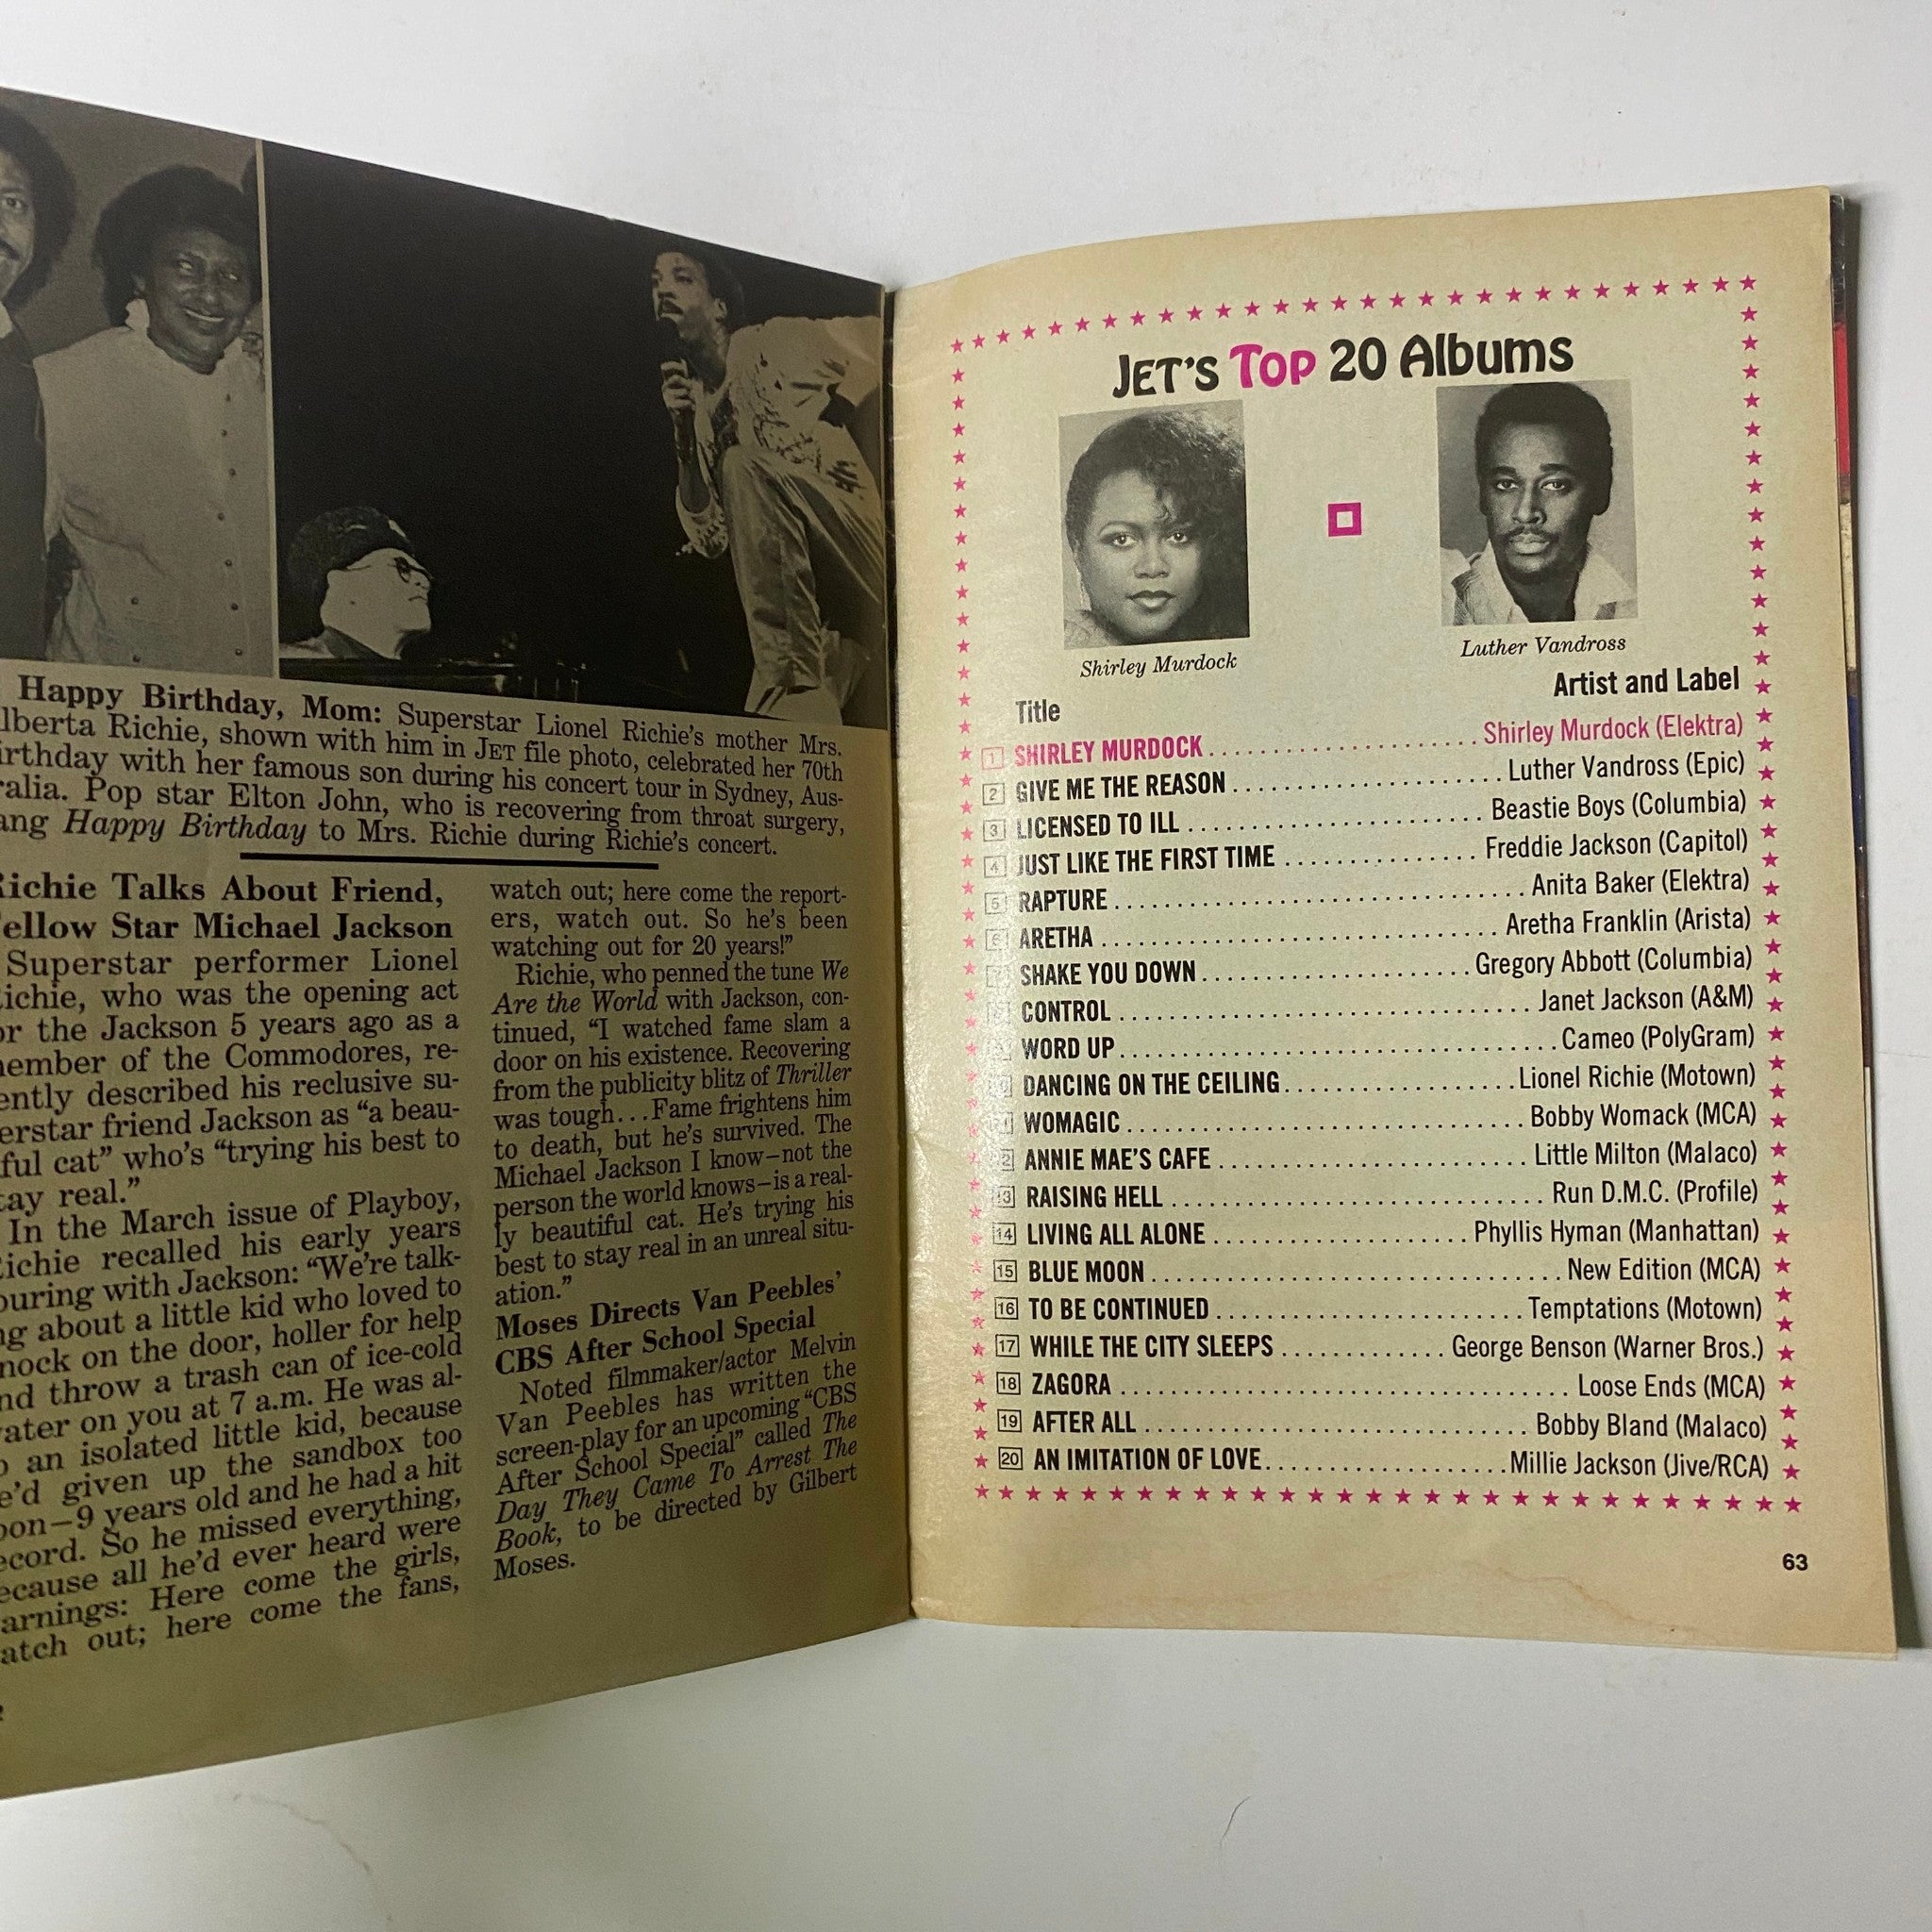 Happy Birthday, Mom: Superstar Lionel Richie's mother Mrs.
lberta Richie, shown with him in JET file photo, celebrated her 70th
irthday with her famous son during his concert tour in Sydney, Aus-
ralia. Pop star Elton John, who is recovering from throat surgery,
ang Happy Birthday to Mrs. Richie during Richie's concert.
Richie Talks About Friend,
ellow Star Michael Jackson
Superstar performer Lionel
ichie, who was the opening act
or the Jackson 5 years ago as a
ember of the Commodores, re-
ently described his reclusive su-
erstar friend Jackson as “a beau-
ful cat” who's “trying his best to
tay real.”
In the March issue of Playboy,
ichie recalled his early years
ouring with Jackson: “We're talk-
ng about a little kid who loved to
nock on the door, holler for help
nd throw a trash can of ice-cold
ater on you at 7 a.m. He was al-
o an isolated little kid, because
e'd given up the sandbox too
oon—9 years old and he had a hit
ecord. So he missed everything,
ecause all he'd ever heard were
arnings: Here come the girls,
atch out; here come the fans,
watch out; here come the report-
ers, watch out. So he's been
watching out for 20 years!”
Richie, who penned the tune We
Are the World with Jackson, con-
tinued, “I watched fame slam a
door on his existence. Recovering
from the publicity blitz of Thriller
was tough...Fame frightens him
to death, but he's survived. The
Michael Jackson I know—not the
person the world knows—is a real-
ly beautiful cat. He's trying his
best to stay real in an unreal situ-
ation.”
Moses Directs Van Peebles'
CBS After School Special
Noted filmmaker/actor Melvin
Van Peebles has written the
screen-play for an upcoming “CBS
After School Special” called The
Day They Came To Arrest The
Book, to be directed by Gilbert
Moses.
JET'S TOP 20 Albums
Shirley Murdock
Luther Vandross
Title Artist and Label
1 SHIRLEY MURDOCK Shirley Murdock (Elektra)
2 GIVE ME THE REASON Luther Vandross (Epic)
3 LICENSED TO ILL Beastie Boys (Columbia)
4 JUST LIKE THE FIRST TIME Freddie Jackson (Capitol)
5 RAPTURE Anita Baker (Elektra)
6 ARETHA Aretha Franklin (Arista)
7 SHAKE YOU DOWN Gregory Abbott (Columbia)
CONTROL Janet Jackson (A&M)
WORD UP Cameo (PolyGram)
DANCING ON THE CEILING Lionel Richie (Motown)
WOMAGIC Bobby Womack (MCA)
ANNIE MAE'S CAFE Little Milton (Malaco)
13 RAISING HELL Run D.M.C. (Profile)
14 LIVING ALL ALONE Phyllis Hyman (Manhattan)
15 BLUE MOON New Edition (MCA)
16 TO BE CONTINUED Temptations (Motown)
17 WHILE THE CITY SLEEPS George Benson (Warner Bros.)
18 ZAGORA Loose Ends (MCA)
19 AFTER ALL Bobby Bland (Malaco)
20 AN IMITATION OF LOVE Millie Jackson (Jive/RCA)
63